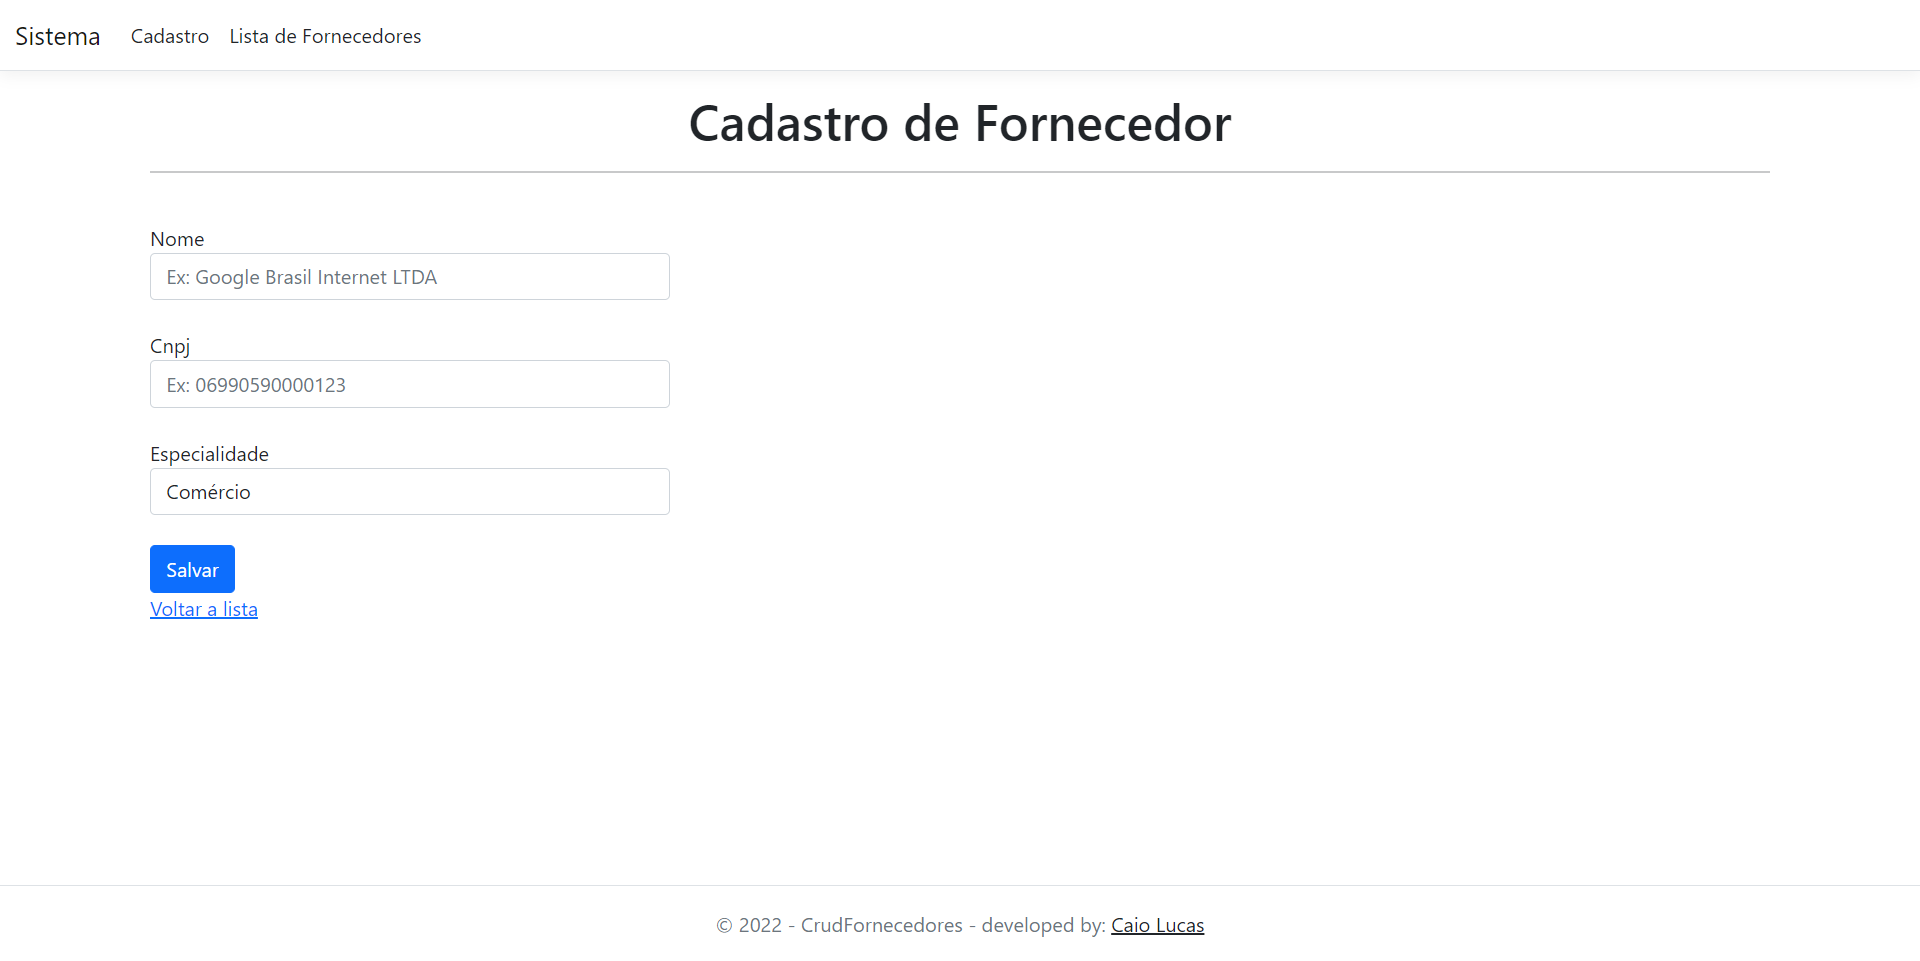 Sistema Cadastro Lista de Fornecedores
Cadastro de Fornecedor
Nome
Ex: Google Brasil Internet LTDA
Cnpj
Ex: 06990590000123
Especialidade
Comércio
Salvar
Voltar a lista
© 2022 - CrudFornecedores - developed by: Caio Lucas